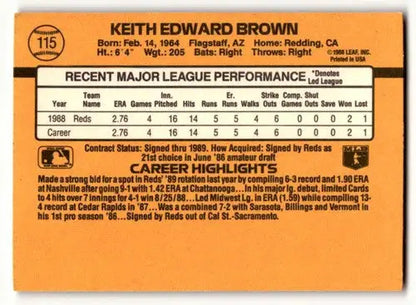 115
KEITH EDWARD BROWN
Born: Feb. 14, 1964 Flagstaff, AZ Home: Redding, CA
Ht.: 6'4" Wgt.: 205 Bats: Right Throws: Right
©1988 LEAF, INC.
Printed in USA
RECENT MAJOR LEAGUE PERFORMANCE *Denotes Led League
Year Team Name ERA Games Inn. Pitched Hits Runs Er. Runs Walks Strike Outs Comp. Games Shut Outs Save Won Lost
1988 Reds 2.76 4 16 14 5 5 4 6 0 0 0 2 1
Career 2.76 4 16 14 5 5 4 6 0 0 0 2 1
Contract Status: Signed thru 1989. How Acquired: Signed by Reds as
21st choice in June '86 amateur draft
CAREER HIGHLIGHTS
Made a strong bid for a spot in Reds' '89 rotation last year by compiling 6-3 record and 1.90 ERA
at Nashville after going 9-1 with 1.42 ERA at Chattanooga...In his major lg. debut, limited Cards
to 4 hits over 7 innings for 4-1 win 8/25/88...Led Midwest Lg. in ERA (1.59) while compiling 13-
4 record at Cedar Rapids in '87...Was a combined 7-2 with Sarasota, Billings and Vermont in
his 1st pro season '86...Signed by Reds out of Cal St.-Sacramento.